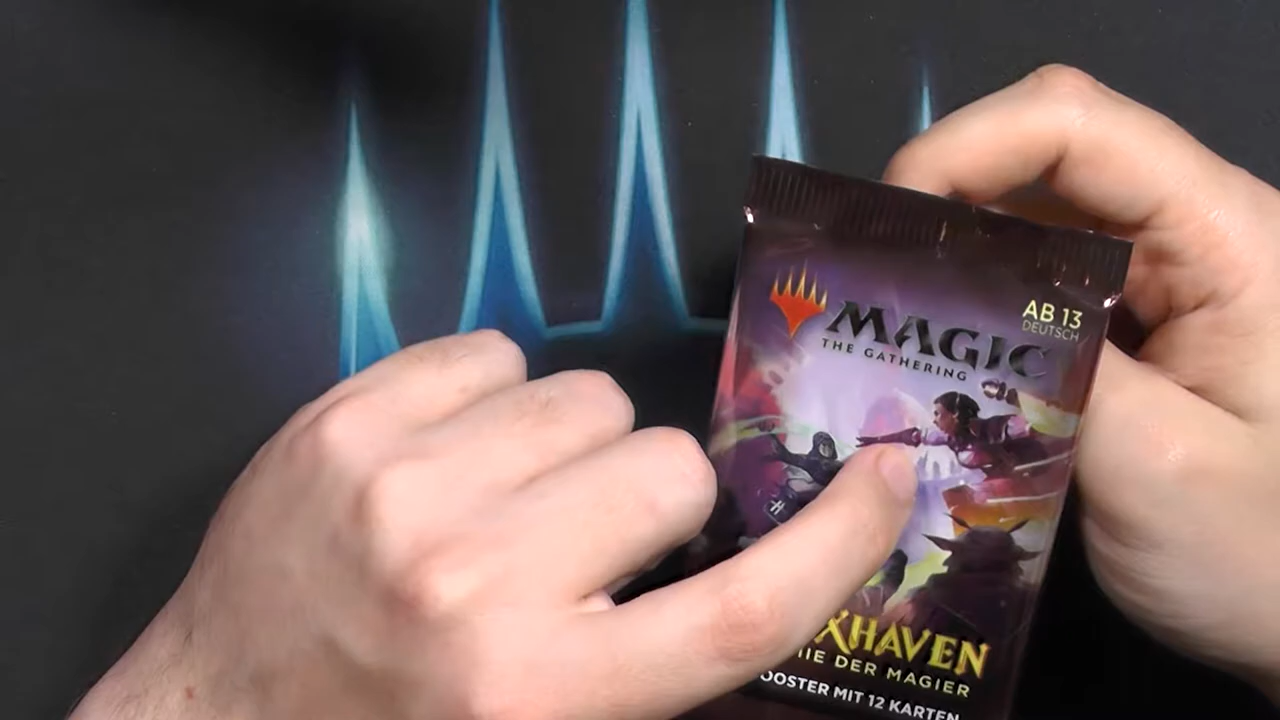 AB 13
DEUTSCH
MAGIC
THE GATHERING
XHAVEN
IE DER MAGIER
OOSTER MIT 12 KARTEN